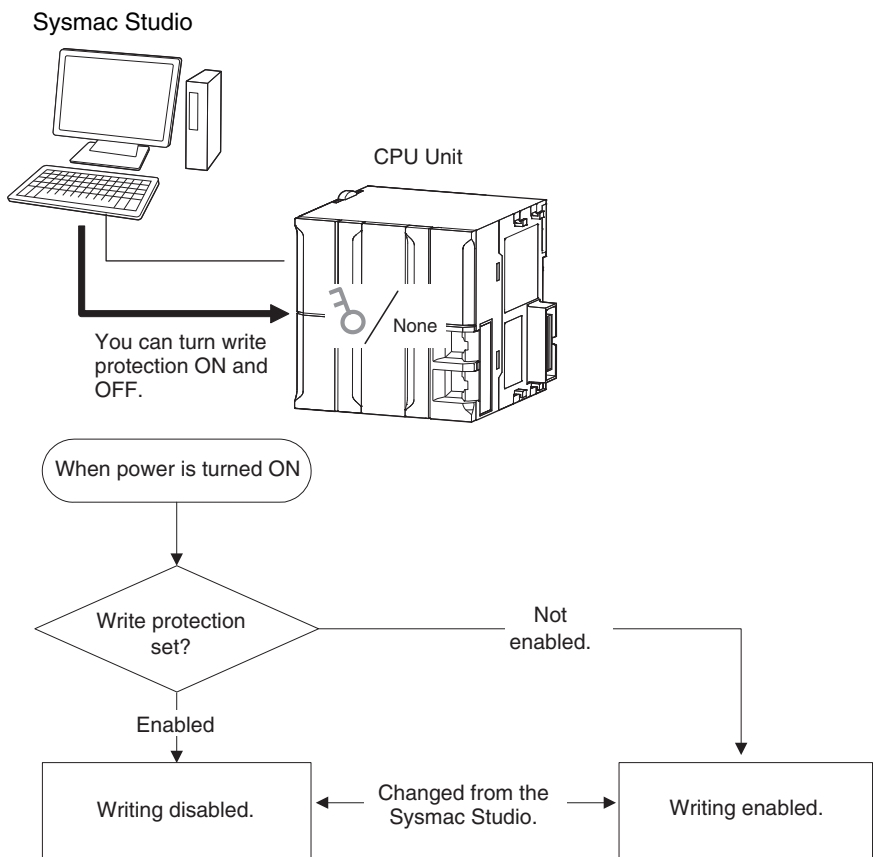 Sysmac Studio
CPU Unit
None
You can turn write
protection ON and
OFF.
When power is turned ON
Write protection
set?
Not
enabled.
Enabled
Writing disabled.
Changed from the
Sysmac Studio.
Writing enabled.